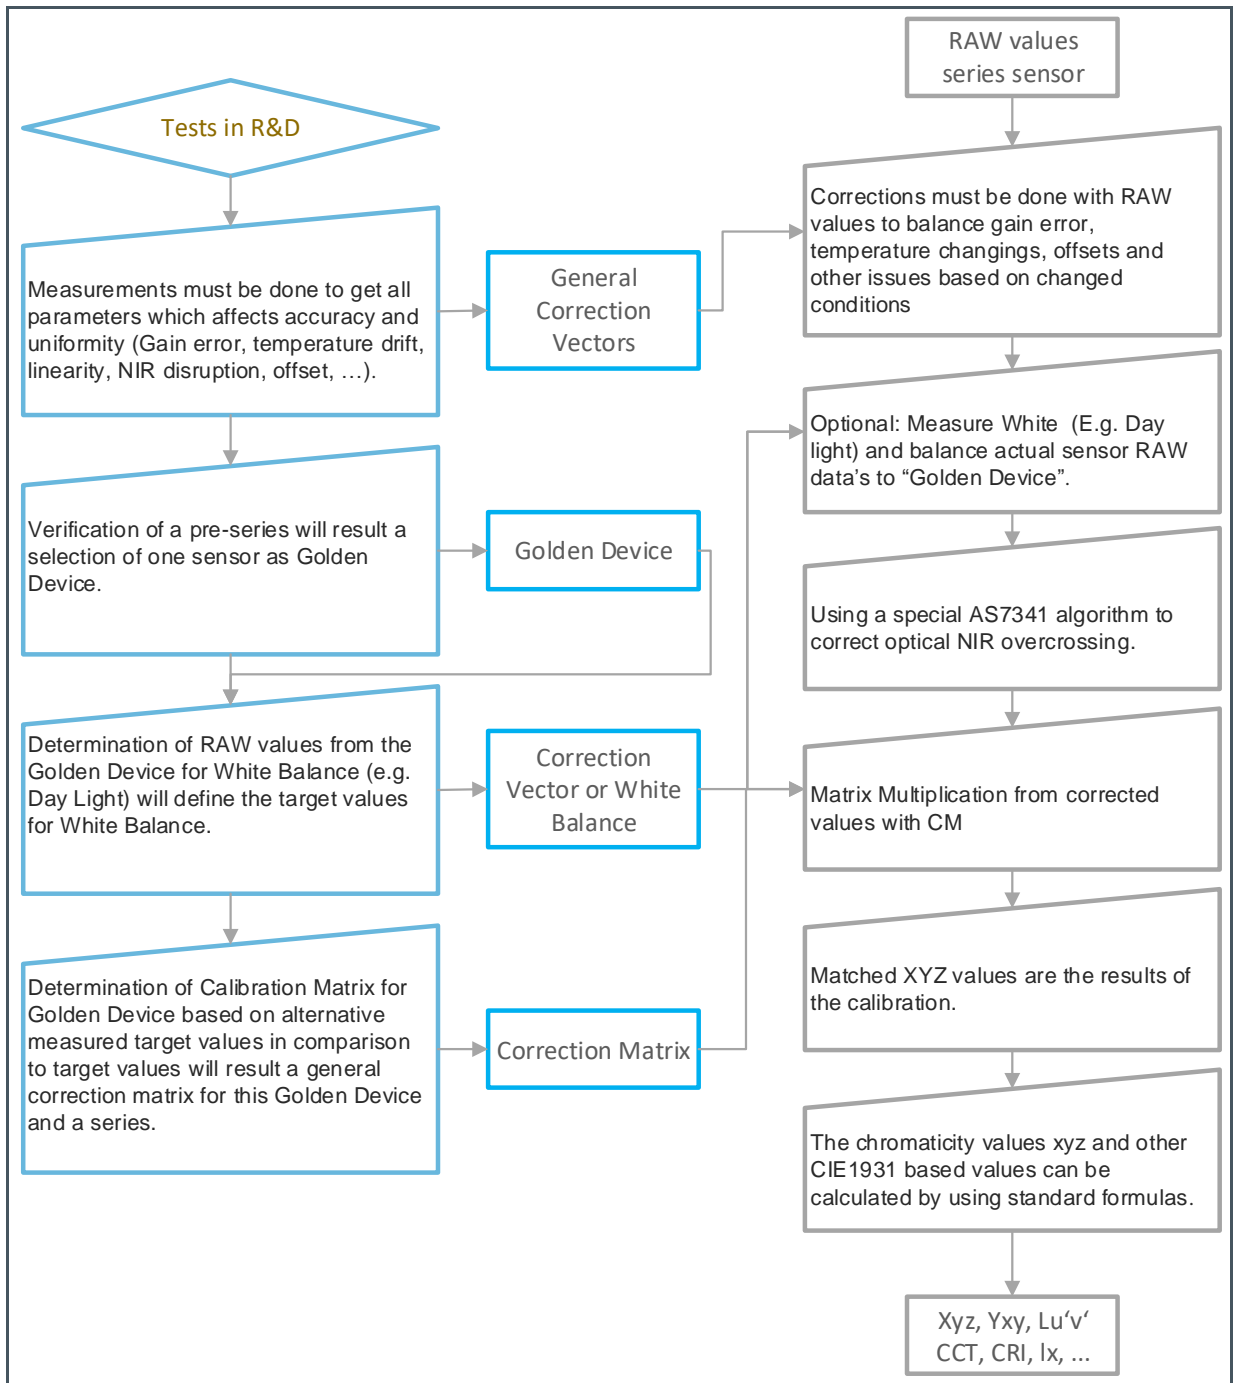 Tests in R&D
Measurements must be done to get all
parameters which affects accuracy and
uniformity (Gain error, temperature drift,
linearity, NIR disruption, offset, …).
General
Correction
Vectors
Verification of a pre-series will result a
selection of one sensor as Golden
Device.
Golden Device
Determination of RAW values from the
Golden Device for White Balance (e.g.
Day Light) will define the target values
for White Balance.
Correction
Vector or White
Balance
Determination of Calibration Matrix for
Golden Device based on alternative
measured target values in comparison
to target values will result a general
correction matrix for this Golden Device
and a series.
Correction Matrix
RAW values
series sensor
Corrections must be done with RAW
values to balance gain error,
temperature changings, offsets and
other issues based on changed
conditions
Optional: Measure White (E.g. Day
light) and balance actual sensor RAW
data's to “Golden Device”.
Using a special AS7341 algorithm to
correct optical NIR overcrossing.
Matrix Multiplication from corrected
values with CM
Matched XYZ values are the results of
the calibration.
The chromaticity values xyz and other
CIE1931 based values can be
calculated by using standard formulas.
Xyz, Yxy, Lu‘v‘
CCT, CRI, lx, ...